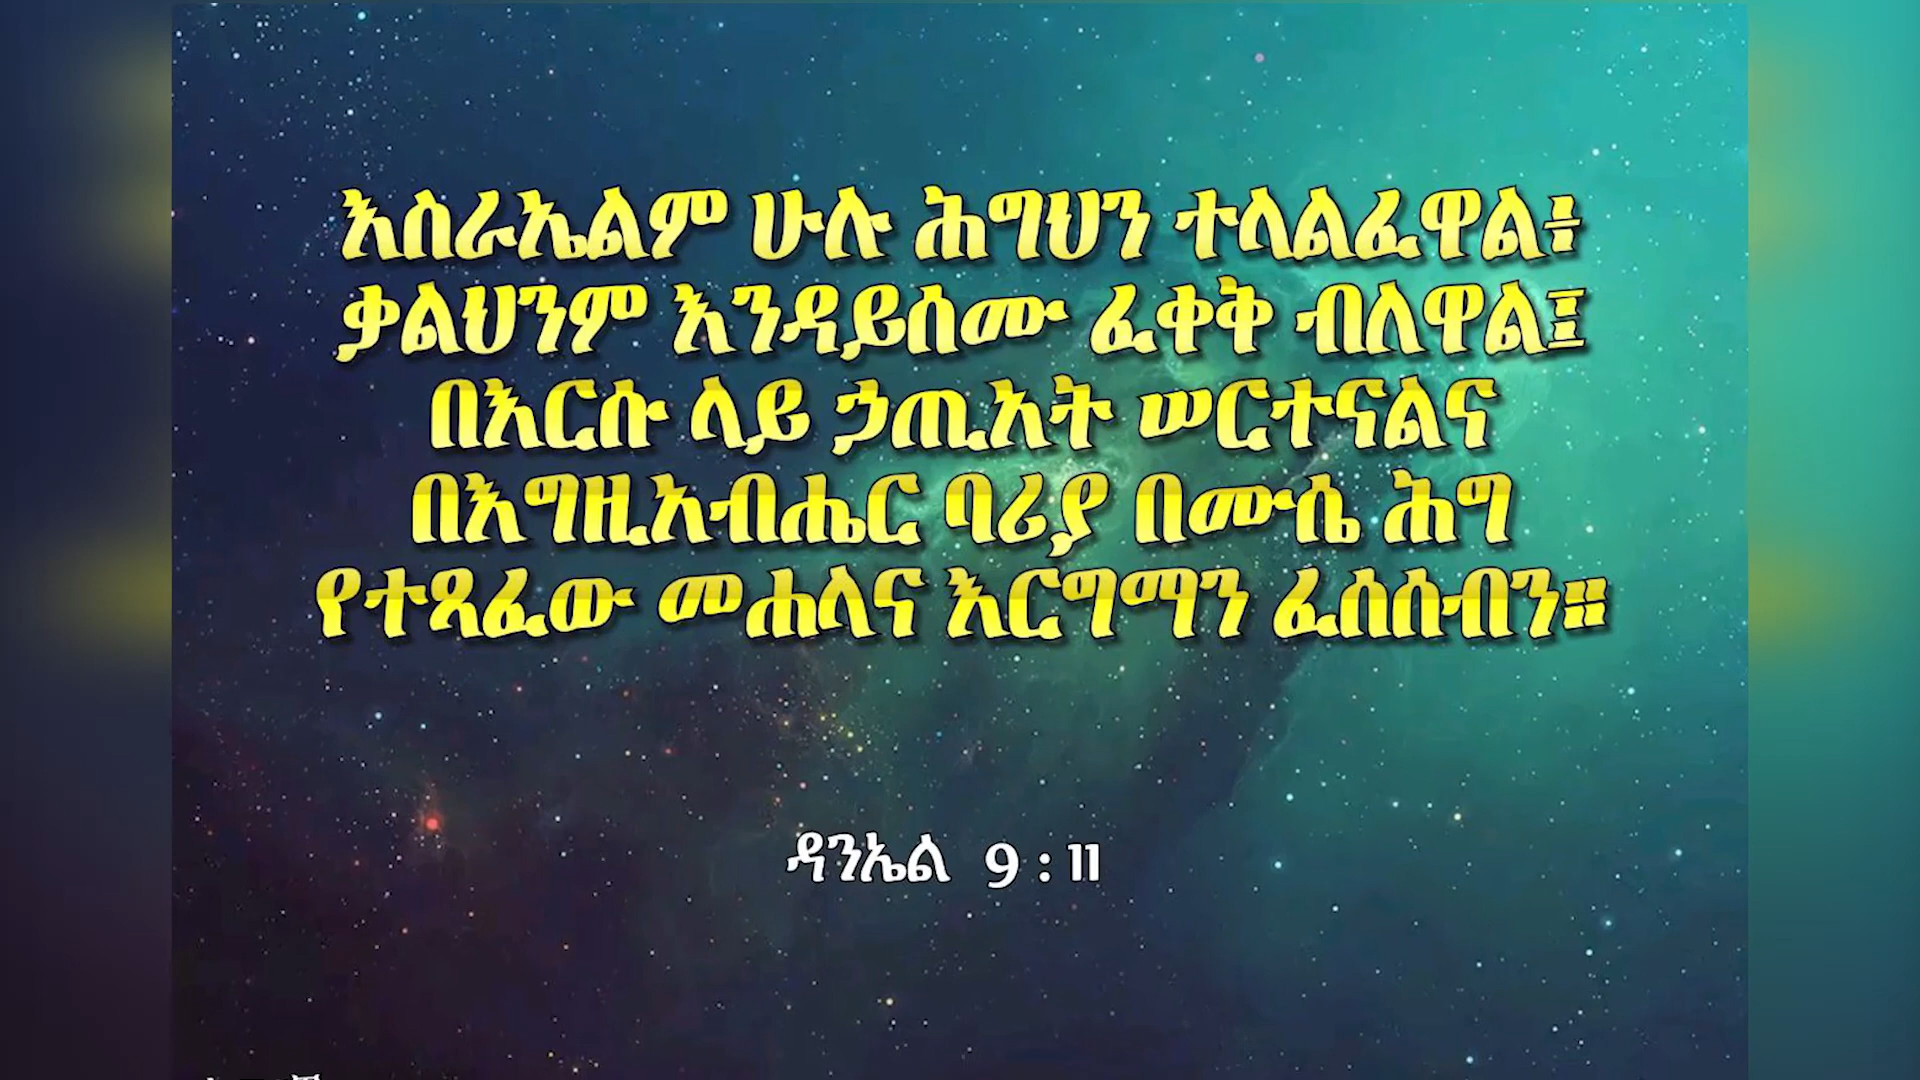 እስራኤልም ሁሉ ሕግህን ተላልፈዋል፥
ቃልህንም እንዳይሰሙ ፈቀቅ ብለዋል፤
በእርሱ ላይ ኃጢአት ሠርተናልና
በእግዚአብሔር ባሪያ በሙሴ ሕግ
የተጻፈው መሐላና እርግማን ፈሰሰብን።
ዳንኤል 9 : 11